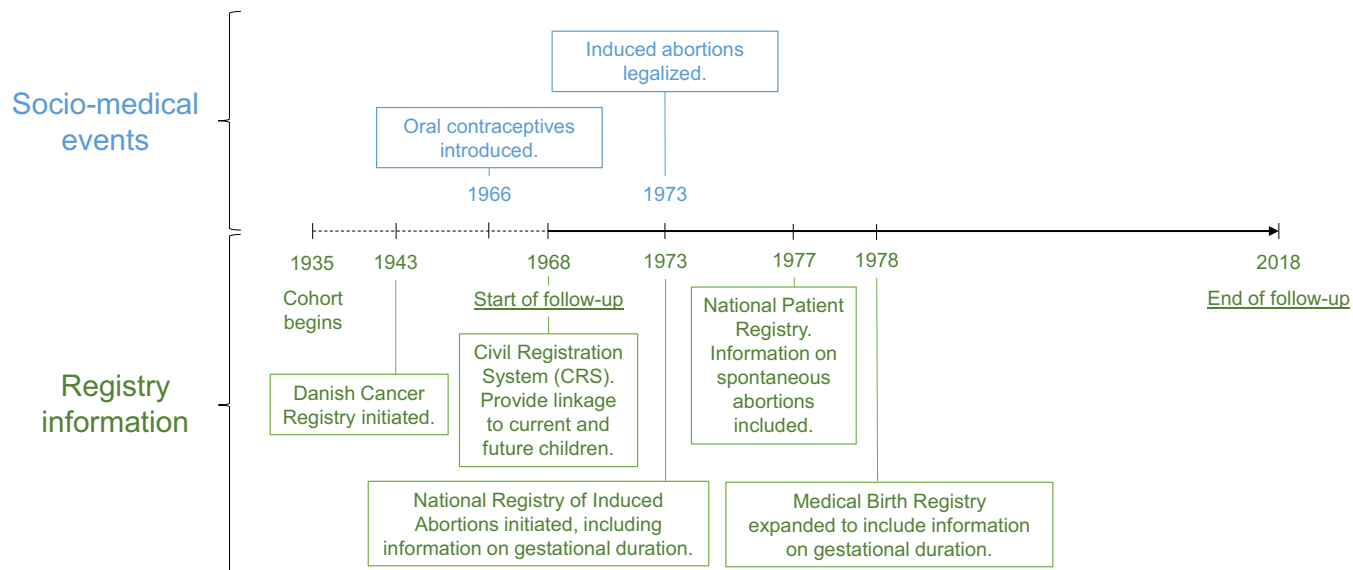 Socio-medical
events
Induced abortions
legalized.
Oral contraceptives
introduced.
1966
1973
1935
1943
1968
1973
1977
1978
2018
Cohort
begins
Start of follow-up
End of follow-up
Registry
information
Danish Cancer
Registry initiated.
Civil Registration
System (CRS).
Provide linkage
to current and
future children.
National Patient
Registry.
Information on
spontaneous
abortions
included.
National Registry of Induced
Abortions initiated, including
information on gestational duration.
Medical Birth Registry
expanded to include information
on gestational duration.